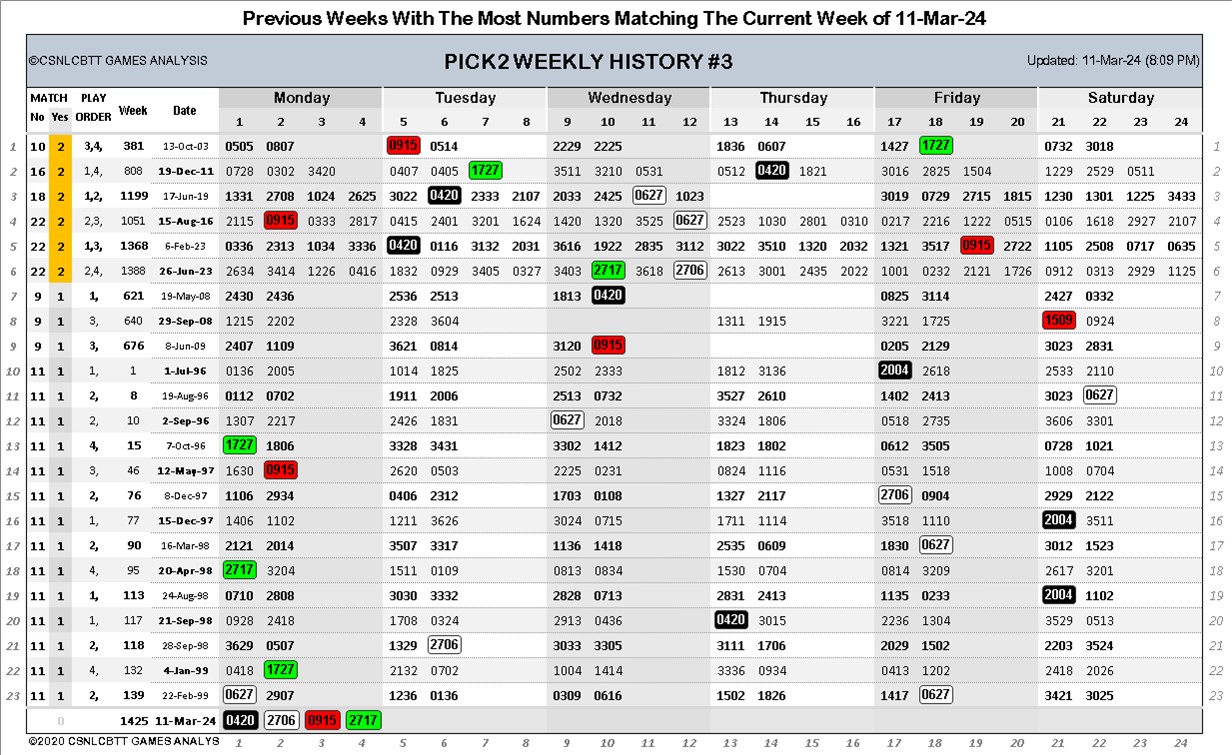 Previous Weeks With The Most Numbers Matching The Current Week of 11-Mar-24
©CSNLCBTT GAMES ANALYSIS PICK2 WEEKLY HISTORY #3 Updated: 11-Mar-24 (8:09 PM)
MATCH PLAY Week Date Monday Tuesday Wednesday Thursday Friday Saturday
No Yes ORDER 1 2 3 4 5 6 7 8 9 10 11 12 13 14 15 16 17 18 19 20 21 22 23 24
1 10 2 3,4, 381 13-Oct-03 0505 0807 0915 0514 2229 2225 1836 0607 1427 1727 0732 3018 1
2 16 2 1,4, 808 19-Dec-11 0728 0302 3420 0407 0405 1727 3511 3210 0531 0512 0420 1821 3016 2825 1504 1229 2529 0511 2
3 18 2 1,2, 1199 17-Jun-19 1331 2708 1034 2625 3022 0420 2333 2107 2033 2425 0627 1023 3019 0729 2715 1815 1230 1301 1225 3433 3
4 22 2 2,3, 1051 15-Aug-16 2115 0915 0333 2817 0415 2401 3201 1624 1420 1320 3525 0627 2523 1030 2801 0310 0217 2216 1222 0515 0106 1618 2927 2107 4
5 22 2 1,3, 1368 6-Feb-23 0336 2313 1034 3336 0420 0116 3132 2031 3616 1922 2835 3112 3022 3510 1320 2032 1321 3517 0915 2722 1105 2508 0717 0635 5
6 22 2 2,4, 1388 26-Jun-23 2634 3414 1226 0416 1832 0929 3405 0327 3403 2717 3618 2706 2613 3001 2435 2022 1001 0232 2121 1726 0912 0313 2929 1125 6
7 9 1 1, 621 19-May-08 2430 2436 2536 2513 1813 0420 0825 3114 2427 0332 7
8 9 1 3, 640 29-Sep-08 1215 2202 2328 3604 1311 1915 3221 1725 1509 0924 8
9 9 1 3, 676 8-Jun-09 2407 1109 3621 0814 3120 0915 0205 2129 3023 2831 9
10 11 1 1, 1 1-Jul-96 0136 2005 1014 1825 2502 2333 1812 3136 2004 2618 2533 2110 10
11 11 1 2, 8 19-Aug-96 0112 0702 1911 2006 2513 0732 3527 2610 1402 2413 3023 0627 11
12 11 1 2, 10 2-Sep-96 1307 2217 2426 1831 0627 2018 3324 1806 0518 2735 3606 3301 12
13 11 1 4, 15 7-Oct-96 1727 1806 3328 3431 3302 1412 1823 1802 0612 3505 0728 1021 13
14 11 1 3, 46 12-May-97 1630 0915 2620 0503 2225 0231 0824 1116 0531 1518 1008 0704 14
15 11 1 2, 76 8-Dec-97 1106 2934 0406 2312 1703 0108 1327 2117 2706 0904 2929 2122 15
16 11 1 1, 77 15-Dec-97 1406 1102 1211 3626 3024 0715 1711 1114 3518 1110 2004 3511 16
17 11 1 2, 90 16-Mar-98 2121 2014 3507 3317 1136 1418 2535 0609 1830 0627 3012 1523 17
18 11 1 4, 95 20-Apr-98 2717 3204 1511 0109 0813 0834 1530 0704 0814 3209 2617 3201 18
19 11 1 1, 113 24-Aug-98 0710 2808 3030 3332 2828 0713 2831 2413 1135 0233 2004 1102 19
20 11 1 1, 117 21-Sep-98 0928 2418 1708 0324 2913 0436 0420 3015 2236 1304 3529 0513 20
21 11 1 2, 118 28-Sep-98 3629 0507 1329 2706 3033 3305 3111 1706 2029 1502 2203 3524 21
22 11 1 4, 132 4-Jan-99 0418 1727 2132 0702 1004 1414 3336 0934 0413 1202 2418 2026 22
23 11 1 2, 139 22-Feb-99 0627 2907 1236 0136 0309 0616 1502 1826 1417 0627 3421 3025 23
0 1425 11-Mar-24 0420 2706 0915 2717
©2020 CSNLCBTT GAMES ANALYS 1 2 3 4 5 6 7 8 9 10 11 12 13 14 15 16 17 18 19 20 21 22 23 24